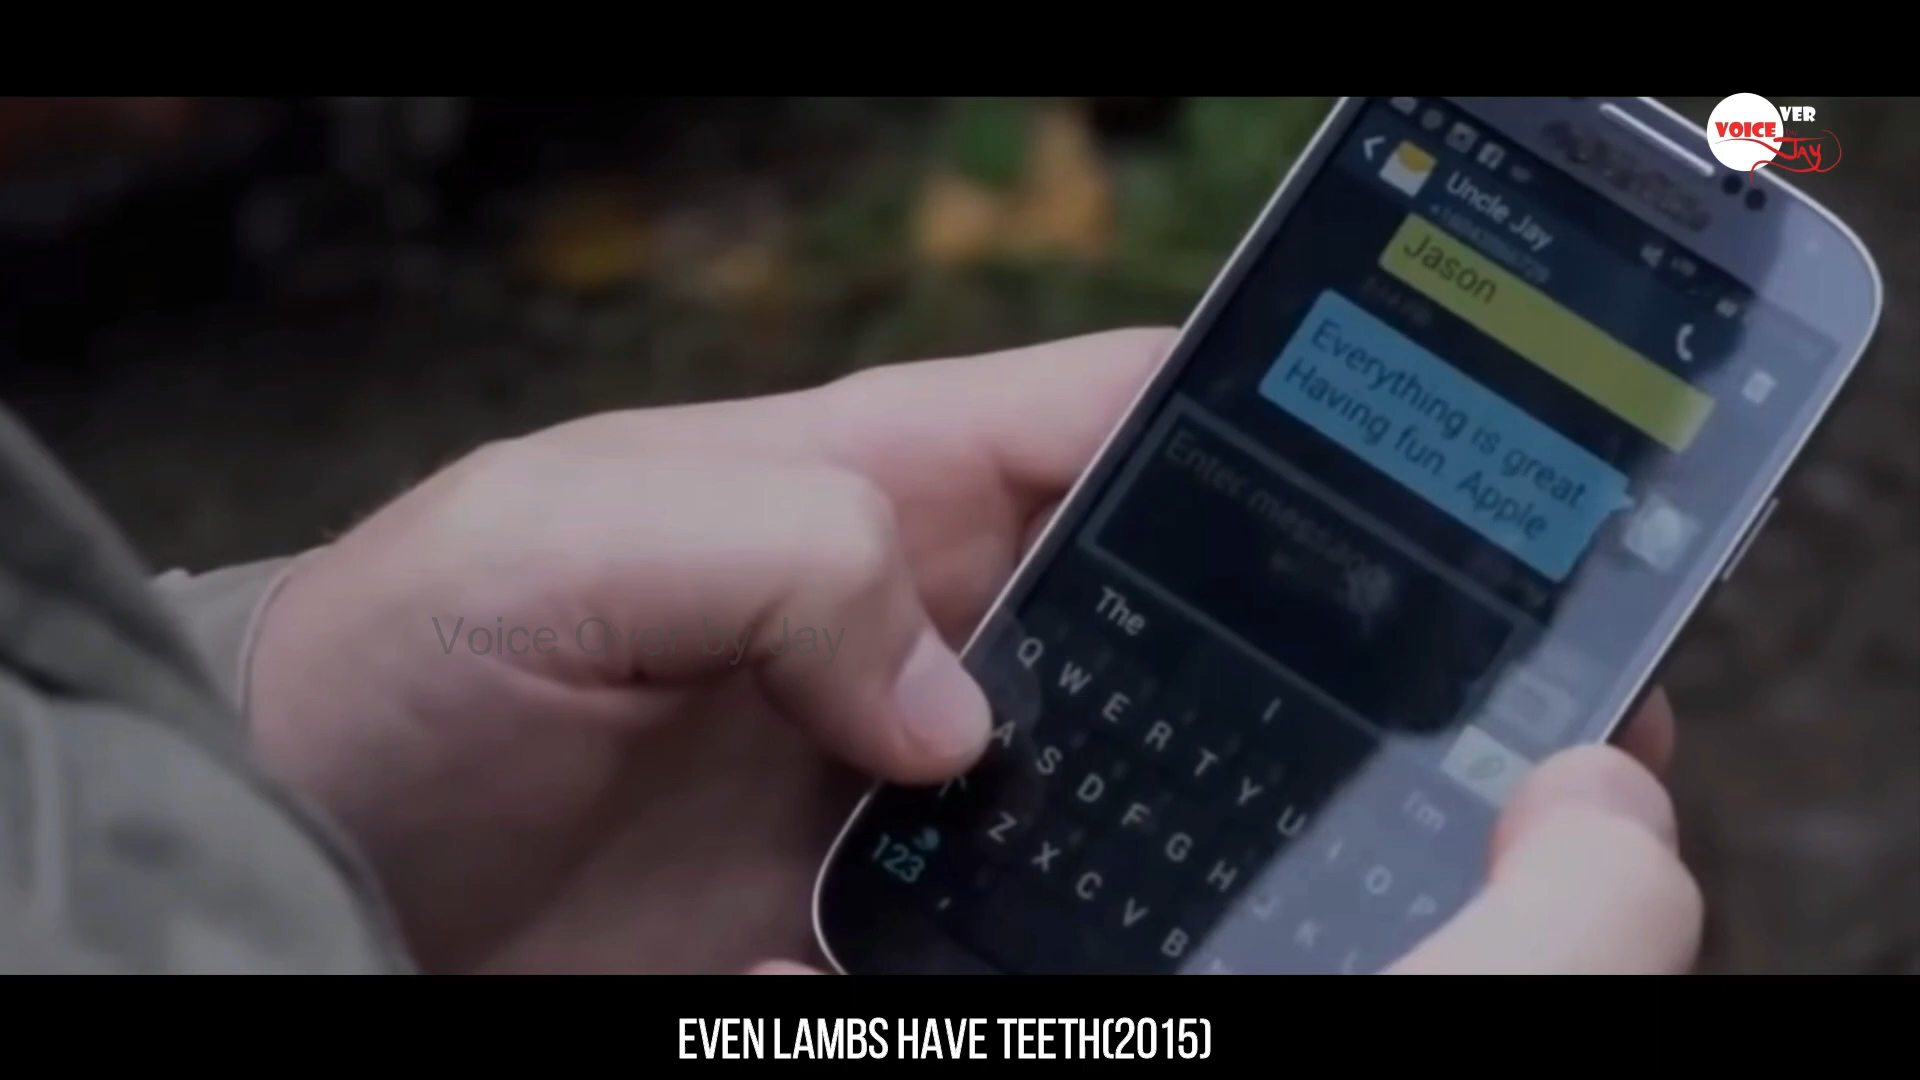 VOICE
VER
by
JAY
Uncle Jay
Jason
Everything is great.
Having fun. Apple
Enter message
The
I
I'm
Q W E R T Y U I O P
A S D F G H J K L
Z X C V B
123 ,
Voice Over by Jay
EVEN LAMBS HAVE TEETH(2015)